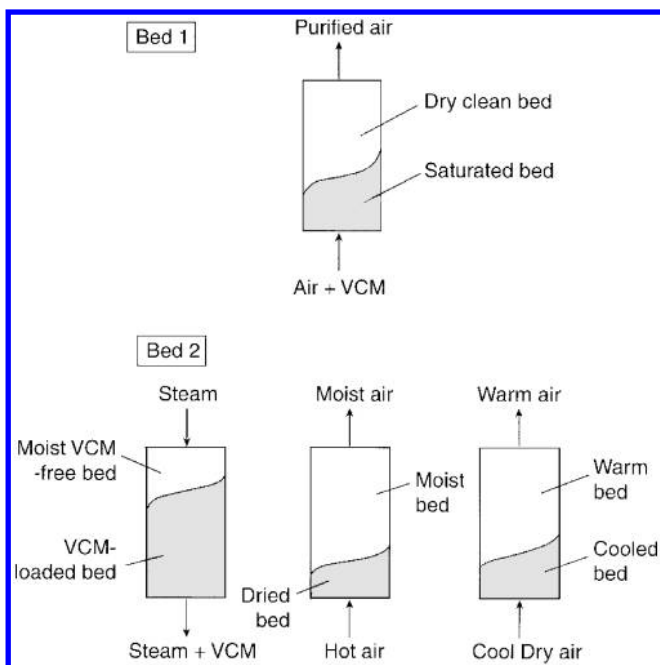 Bed 1
Purified air
Dry clean bed
Saturated bed
Air + VCM
Bed 2
Steam
Moist VCM
-free bed
VCM-
loaded bed
Steam + VCM
Moist air
Moist
bed
Dried
bed
Hot air
Warm air
Warm
bed
Cooled
bed
Cool Dry air